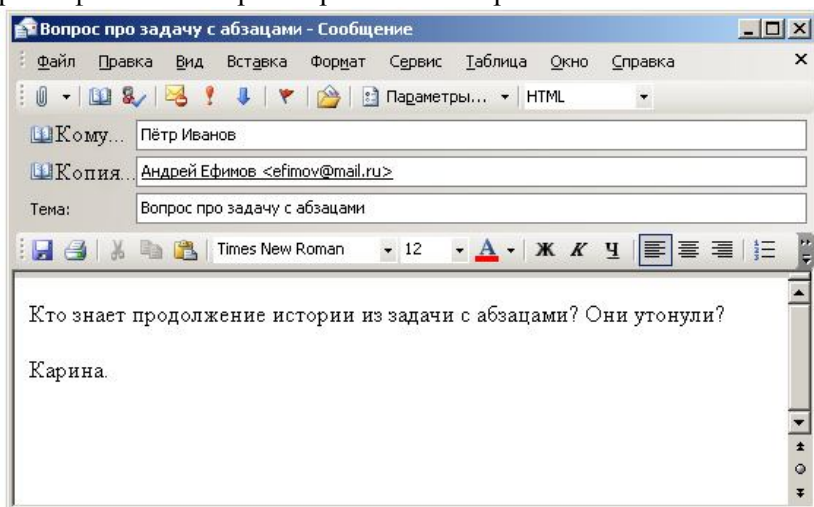 Вопрос про задачу с абзацами - Сообщение
Файл Правка Вид Вставка Формат Сервис Таблица Окно Справка
Параметры... HTML
Кому... Пётр Иванов
Копия... Андрей Ефимов <efimov@mail.ru>
Тема: Вопрос про задачу с абзацами
Times New Roman 12 A Ж К Ч
Кто знает продолжение истории из задачи с абзацами? Они утонули?
Карина.